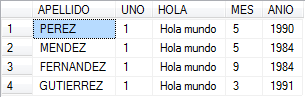 APELLIDO UNO HOLA MES ANIO
1 PEREZ 1 Hola mundo 5 1990
2 MENDEZ 1 Hola mundo 5 1984
3 FERNANDEZ 1 Hola mundo 9 1984
4 GUTIERREZ 1 Hola mundo 3 1991